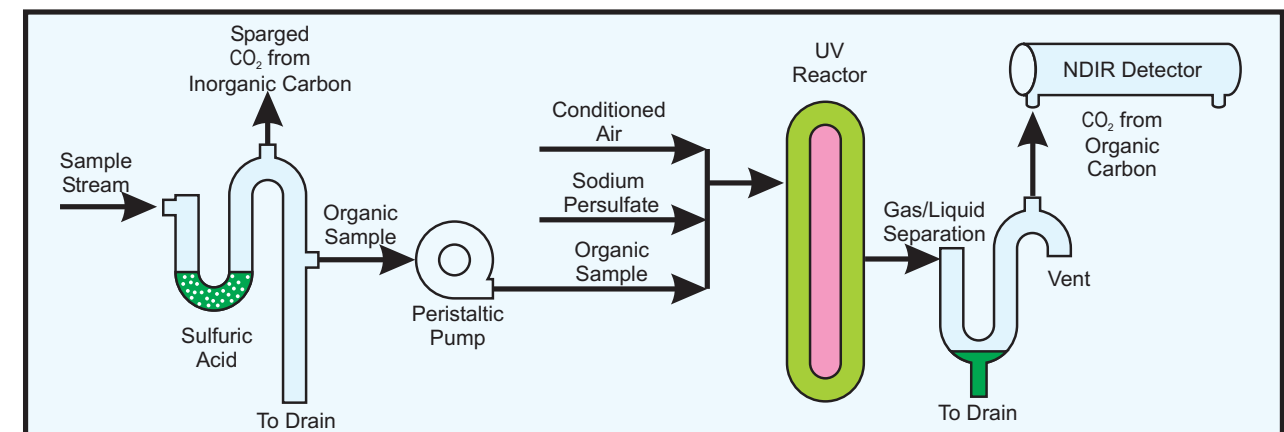 Sparged
CO₂ from
Inorganic Carbon
Sample
Stream
Sulfuric
Acid
To Drain
Organic
Sample
Peristaltic
Pump
Conditioned
Air
Sodium
Persulfate
Organic
Sample
UV
Reactor
Gas/Liquid
Separation
To Drain
Vent
NDIR Detector
CO₂ from
Organic
Carbon